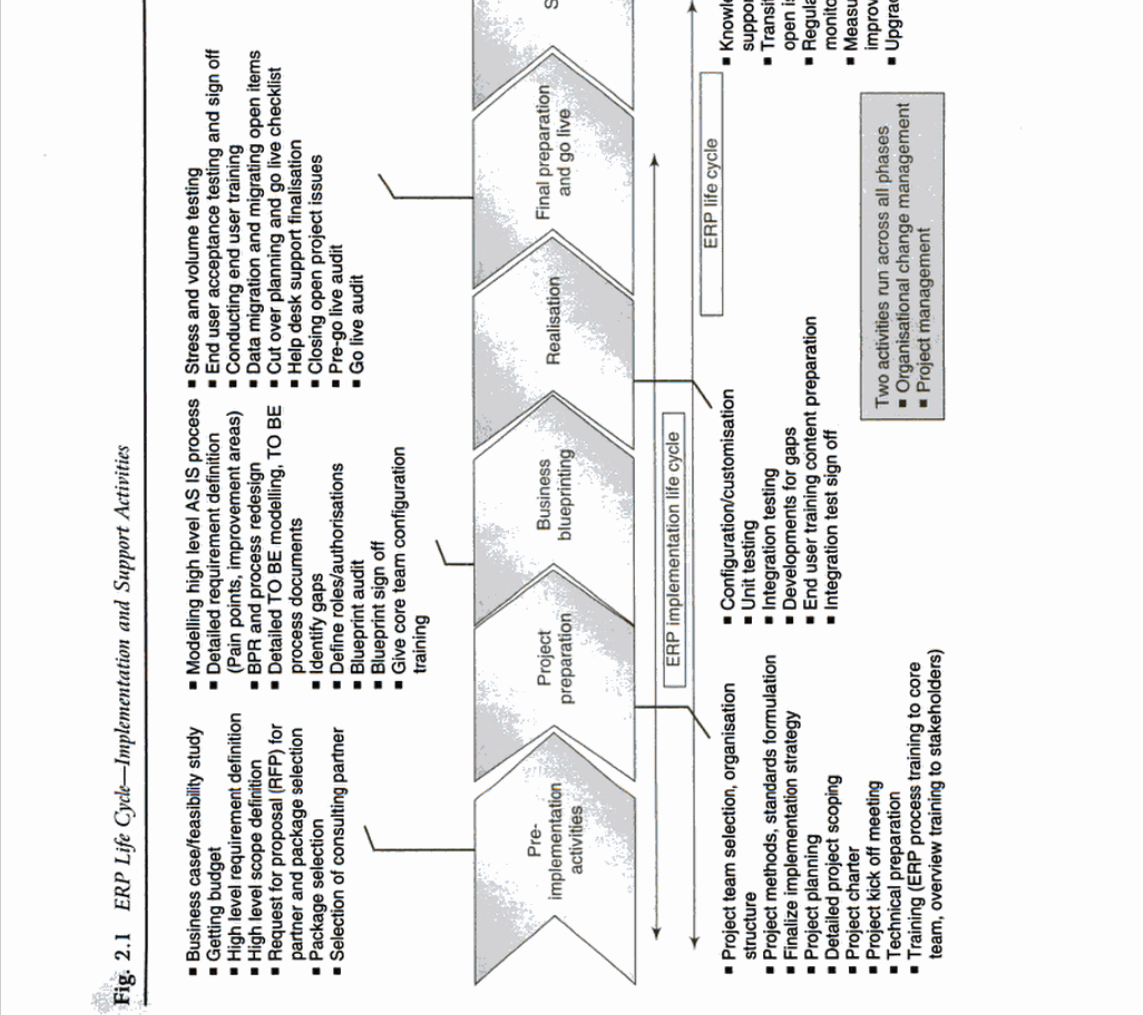 Fig. 2.1 ERP Life Cycle—Implementation and Support Activities
■ Business case/feasibility study
■ Getting budget
■ High level requirement definition
■ High level scope definition
■ Request for proposal (RFP) for
partner and package selection
■ Package selection
■ Selection of consulting partner
■ Modelling high level AS IS process
■ Detailed requirement definition
(Pain points, improvement areas)
■ BPR and process redesign
■ Detailed TO BE modelling, TO BE
process documents
■ Identify gaps
■ Define roles/authorisations
■ Blueprint audit
■ Blueprint sign off
■ Give core team configuration
training
■ Stress and volume testing
■ End user acceptance testing and sign off
■ Conducting end user training
■ Data migration and migrating open items
■ Cut over planning and go live checklist
■ Help desk support finalisation
■ Closing open project issues
■ Pre-go live audit
■ Go live audit
Pre-
implementation
activities
Project
preparation
Business
blueprinting
Realisation
Final preparation
and go live
S
ERP implementation life cycle
ERP life cycle
■ Project team selection, organisation
structure
■ Project methods, standards formulation
■ Finalize implementation strategy
■ Project planning
■ Detailed project scoping
■ Project charter
■ Project kick off meeting
■ Technical preparation
■ Training (ERP process training to core
team, overview training to stakeholders)
■ Configuration/customisation
■ Unit testing
■ Integration testing
■ Developments for gaps
■ End user training content preparation
■ Integration test sign off
■ Knowle
suppor
■ Transit
open is
■ Regula
monito
■ Measu
improv
■ Upgrad
Two activities run across all phases
■ Organisational change management
■ Project management